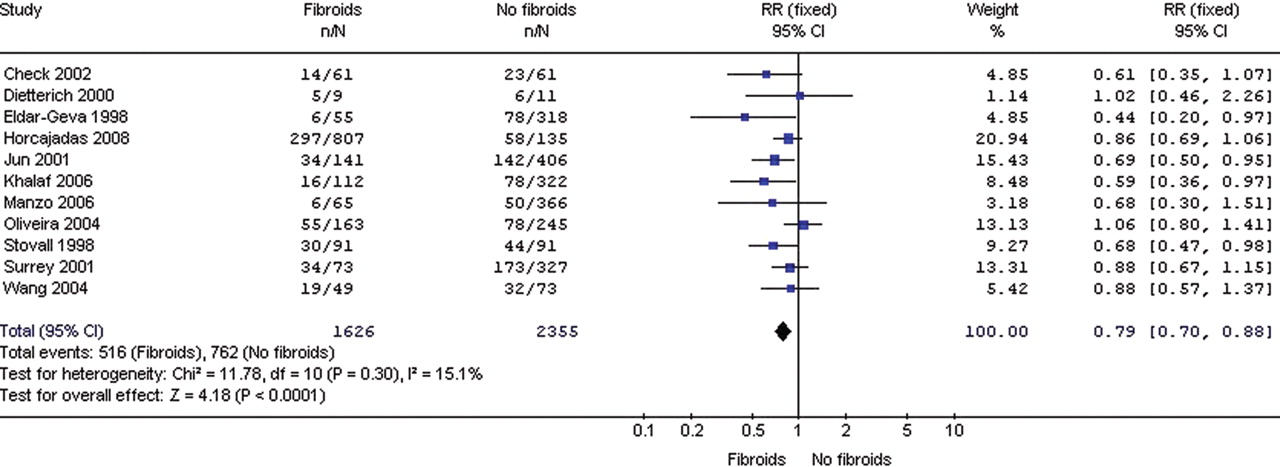 Study Fibroids No fibroids RR (fixed) Weight RR (fixed)
n/N n/N 95% CI % 95% CI
Check 2002 14/61 23/61 4.85 0.61 [0.35, 1.07]
Dietterich 2000 5/9 6/11 1.14 1.02 [0.46, 2.26]
Eldar-Geva 1998 6/55 78/318 4.85 0.44 [0.20, 0.97]
Horcajadas 2008 297/807 58/135 20.94 0.86 [0.69, 1.06]
Jun 2001 34/141 142/406 15.43 0.69 [0.50, 0.95]
Khalaf 2006 16/112 78/322 8.48 0.59 [0.36, 0.97]
Manzo 2006 6/65 50/366 3.18 0.68 [0.30, 1.51]
Oliveira 2004 55/163 78/245 13.13 1.06 [0.80, 1.41]
Stovall 1998 30/91 44/91 9.27 0.68 [0.47, 0.98]
Surrey 2001 34/73 173/327 13.31 0.88 [0.67, 1.15]
Wang 2004 19/49 32/73 5.42 0.88 [0.57, 1.37]
Total (95% CI) 1626 2355 100.00 0.79 [0.70, 0.88]
Total events: 516 (Fibroids), 762 (No fibroids)
Test for heterogeneity: Chi² = 11.78, df = 10 (P = 0.30), I² = 15.1%
Test for overall effect: Z = 4.18 (P < 0.0001)
0.1 0.2 0.5 1 2 5 10
Fibroids No fibroids